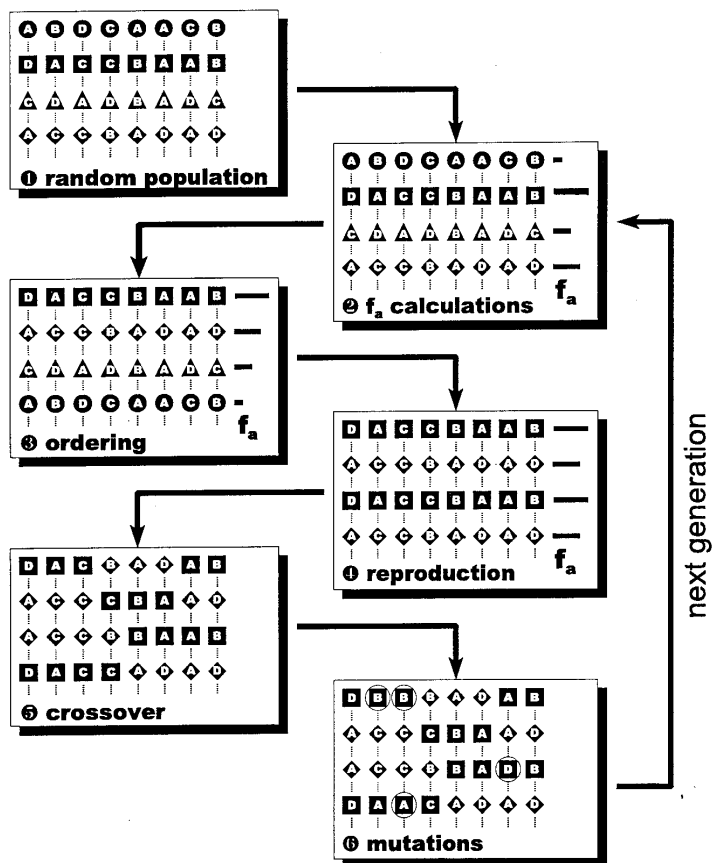 A B D C A A C B
D A C C B A A B
C D A D B A D C
A C C B A D A D
❶ random population
A B D C A A C B
D A C C B A A B
C D A D B A D C
A C C B A D A D
fa
❷ fa calculations
D A C C B A A B
A C C B A D A D
C D A D B A D C
A B D C A A C B
fa
❸ ordering
D A C C B A A B
A C C B A D A D
D A C C B A A B
A C C B A D A D
fa
❹ reproduction
D A C B A D A B
A C C C B A A D
A C C B B A A B
D A C C A D A D
❺ crossover
D B B B A D A B
A C C C B A A D
A C C B B A D B
D A A C A D A D
❻ mutations
next generation